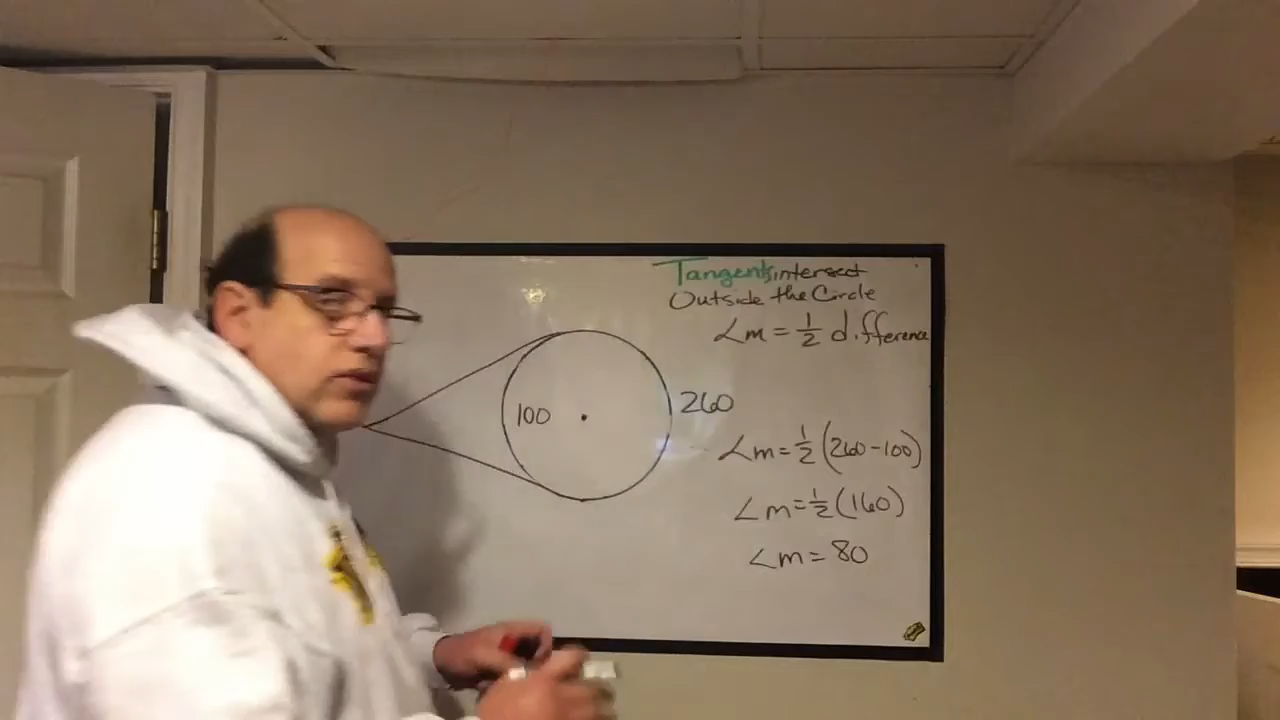 Tangents intersect
Outside the Circle
∠m = 1/2 difference
100
260
∠m = 1/2 (260-100)
∠m = 1/2 (160)
∠m = 80